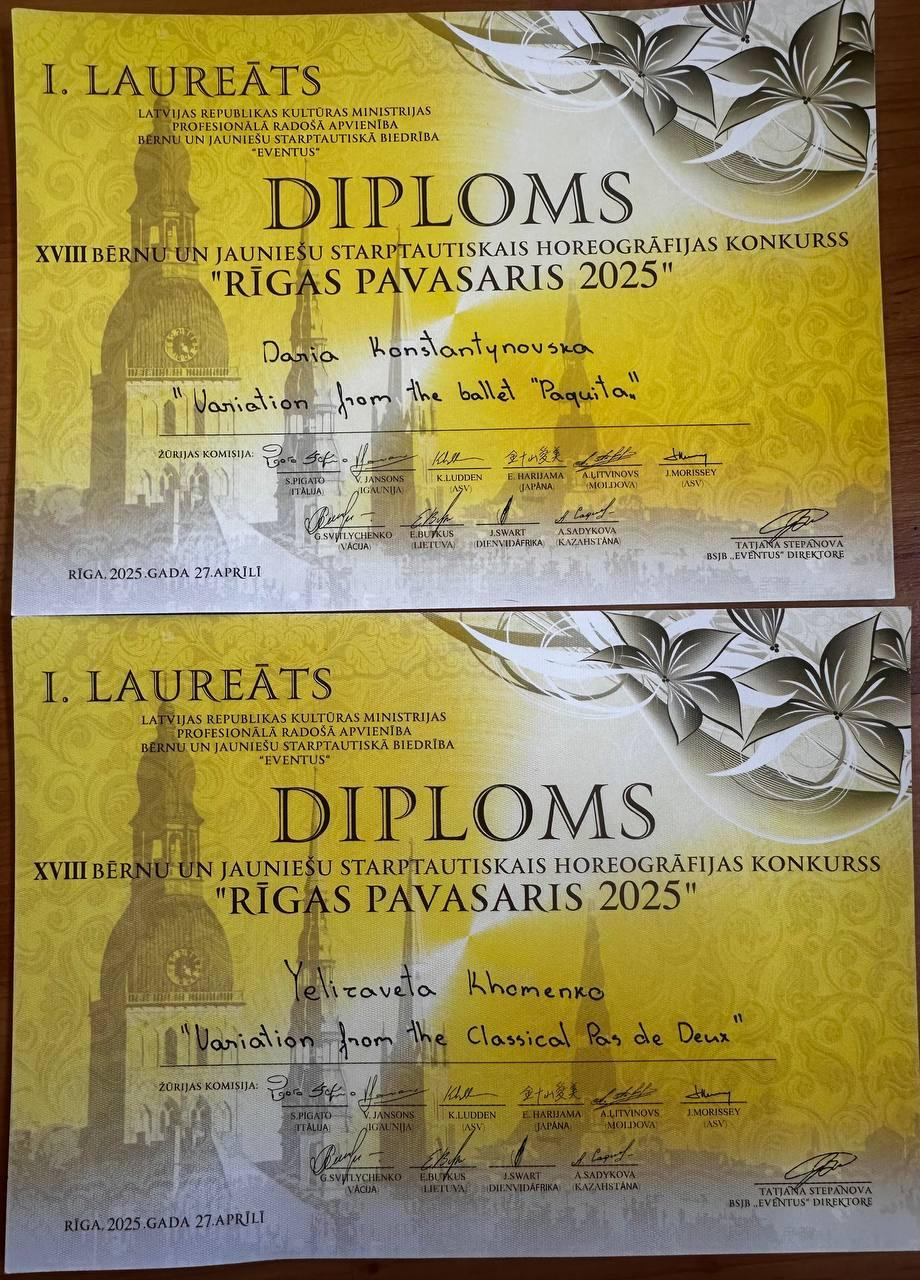 I. LAUREĀTS
LATVIJAS REPUBLIKAS KULTŪRAS MINISTRIJAS
PROFESIONĀLĀ RADOŠĀ APVIENĪBA
BĒRNU UN JAUNIEŠU STARPTAUTISKĀ BIEDRĪBA
"EVENTUS"
DIPLOMS
XVIII BĒRNU UN JAUNIEŠU STARPTAUTISKAIS HOREOGRĀFIJAS KONKURSS
"RĪGAS PAVASARIS 2025"
Daria Konstantynovska
"Variation from the ballet "Paquita"
ŽŪRIJAS KOMISIJA:
S.PIGATO V. JANSONS K.LUDDEN E. HARIJAMA A.ĻITVINOVS J.MORISSEY
(ITĀLIJA) (IGAUNIJA) (ASV) (JAPĀNA) (MOLDOVA) (ASV)
G.SVITLYCHENKO E.BUTKUS J.SWART A.SADYKOVA
(VĀCIJA) (LIETUVA) DIENVIDĀFRIKA (KAZAHSTĀNA)
TATJANA STEPANOVA
BSJB „EVENTUS" DIREKTORE
RĪGA, 2025.GADA 27.APRĪLĪ
I. LAUREĀTS
LATVIJAS REPUBLIKAS KULTŪRAS MINISTRIJAS
PROFESIONĀLĀ RADOŠĀ APVIENĪBA
BĒRNU UN JAUNIEŠU STARPTAUTISKĀ BIEDRĪBA
"EVENTUS"
DIPLOMS
XVIII BĒRNU UN JAUNIEŠU STARPTAUTISKAIS HOREOGRĀFIJAS KONKURSS
"RĪGAS PAVASARIS 2025"
Yelizaveta Khomenko
"Variation from the Classical Pas de Deux"
ŽŪRIJAS KOMISIJA:
S.PIGATO V. JANSONS K.LUDDEN E. HARIJAMA A.ĻITVINOVS J.MORISSEY
(ITĀLIJA) (IGAUNIJA) (ASV) (JAPĀNA) (MOLDOVA) (ASV)
G.SVITLYCHENKO E.BUTKUS J.SWART A.SADYKOVA
(VĀCIJA) (LIETUVA) DIENVIDĀFRIKA (KAZAHSTĀNA)
TATJANA STEPANOVA
BSJB „EVENTUS" DIREKTORE
RĪGA, 2025.GADA 27.APRĪLĪ